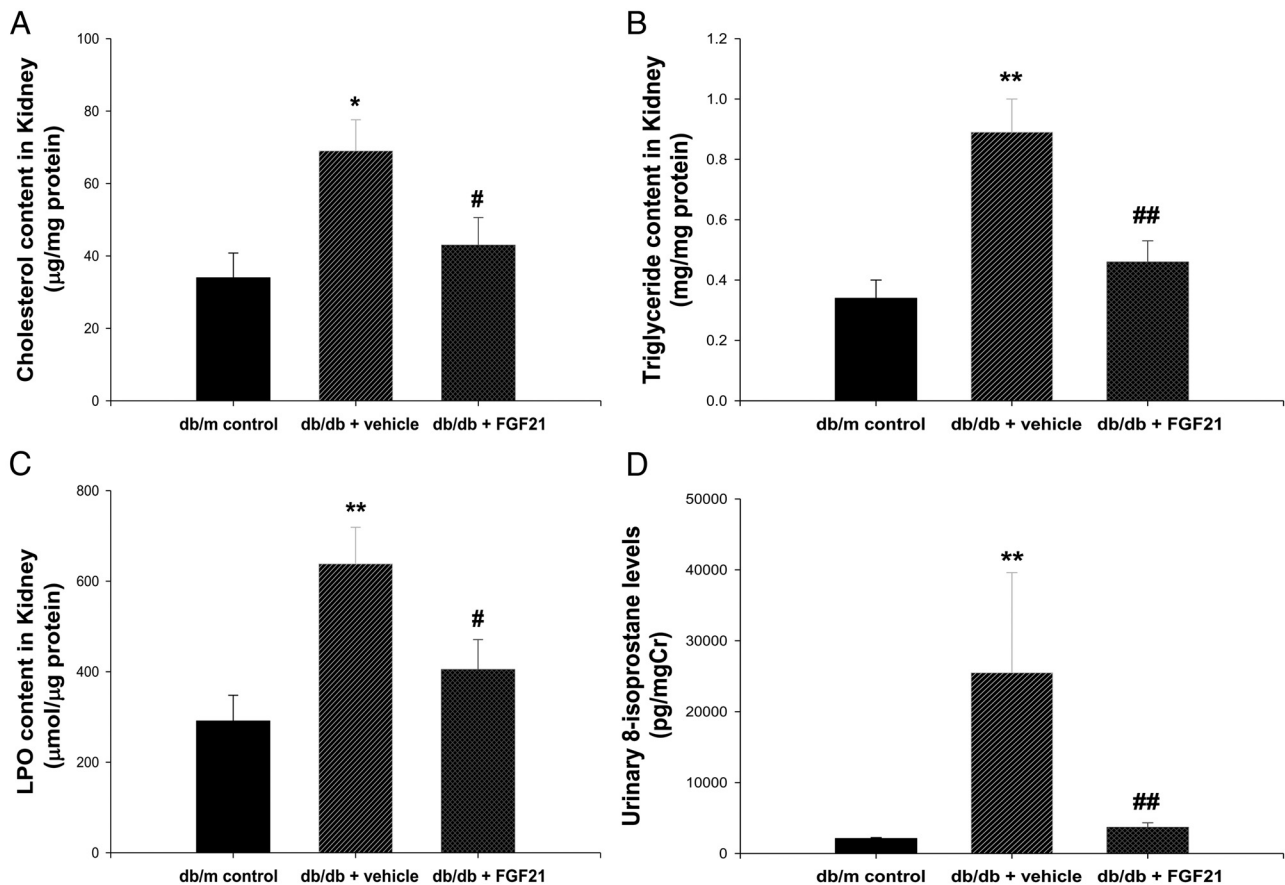 A
Cholesterol content in Kidney
(μg/mg protein)
100
80
60
40
20
0
*
#
db/m control
db/db + vehicle
db/db + FGF21
B
Triglyceride content in Kidney
(mg/mg protein)
1.2
1.0
0.8
0.6
0.4
0.2
0.0
**
##
db/m control
db/db + vehicle
db/db + FGF21
C
LPO content in Kidney
(μmol/μg protein)
800
600
400
200
0
**
#
db/m control
db/db + vehicle
db/db + FGF21
D
Urinary 8-isoprostane levels
(pg/mgCr)
50000
40000
30000
20000
10000
0
**
##
db/m control
db/db + vehicle
db/db + FGF21